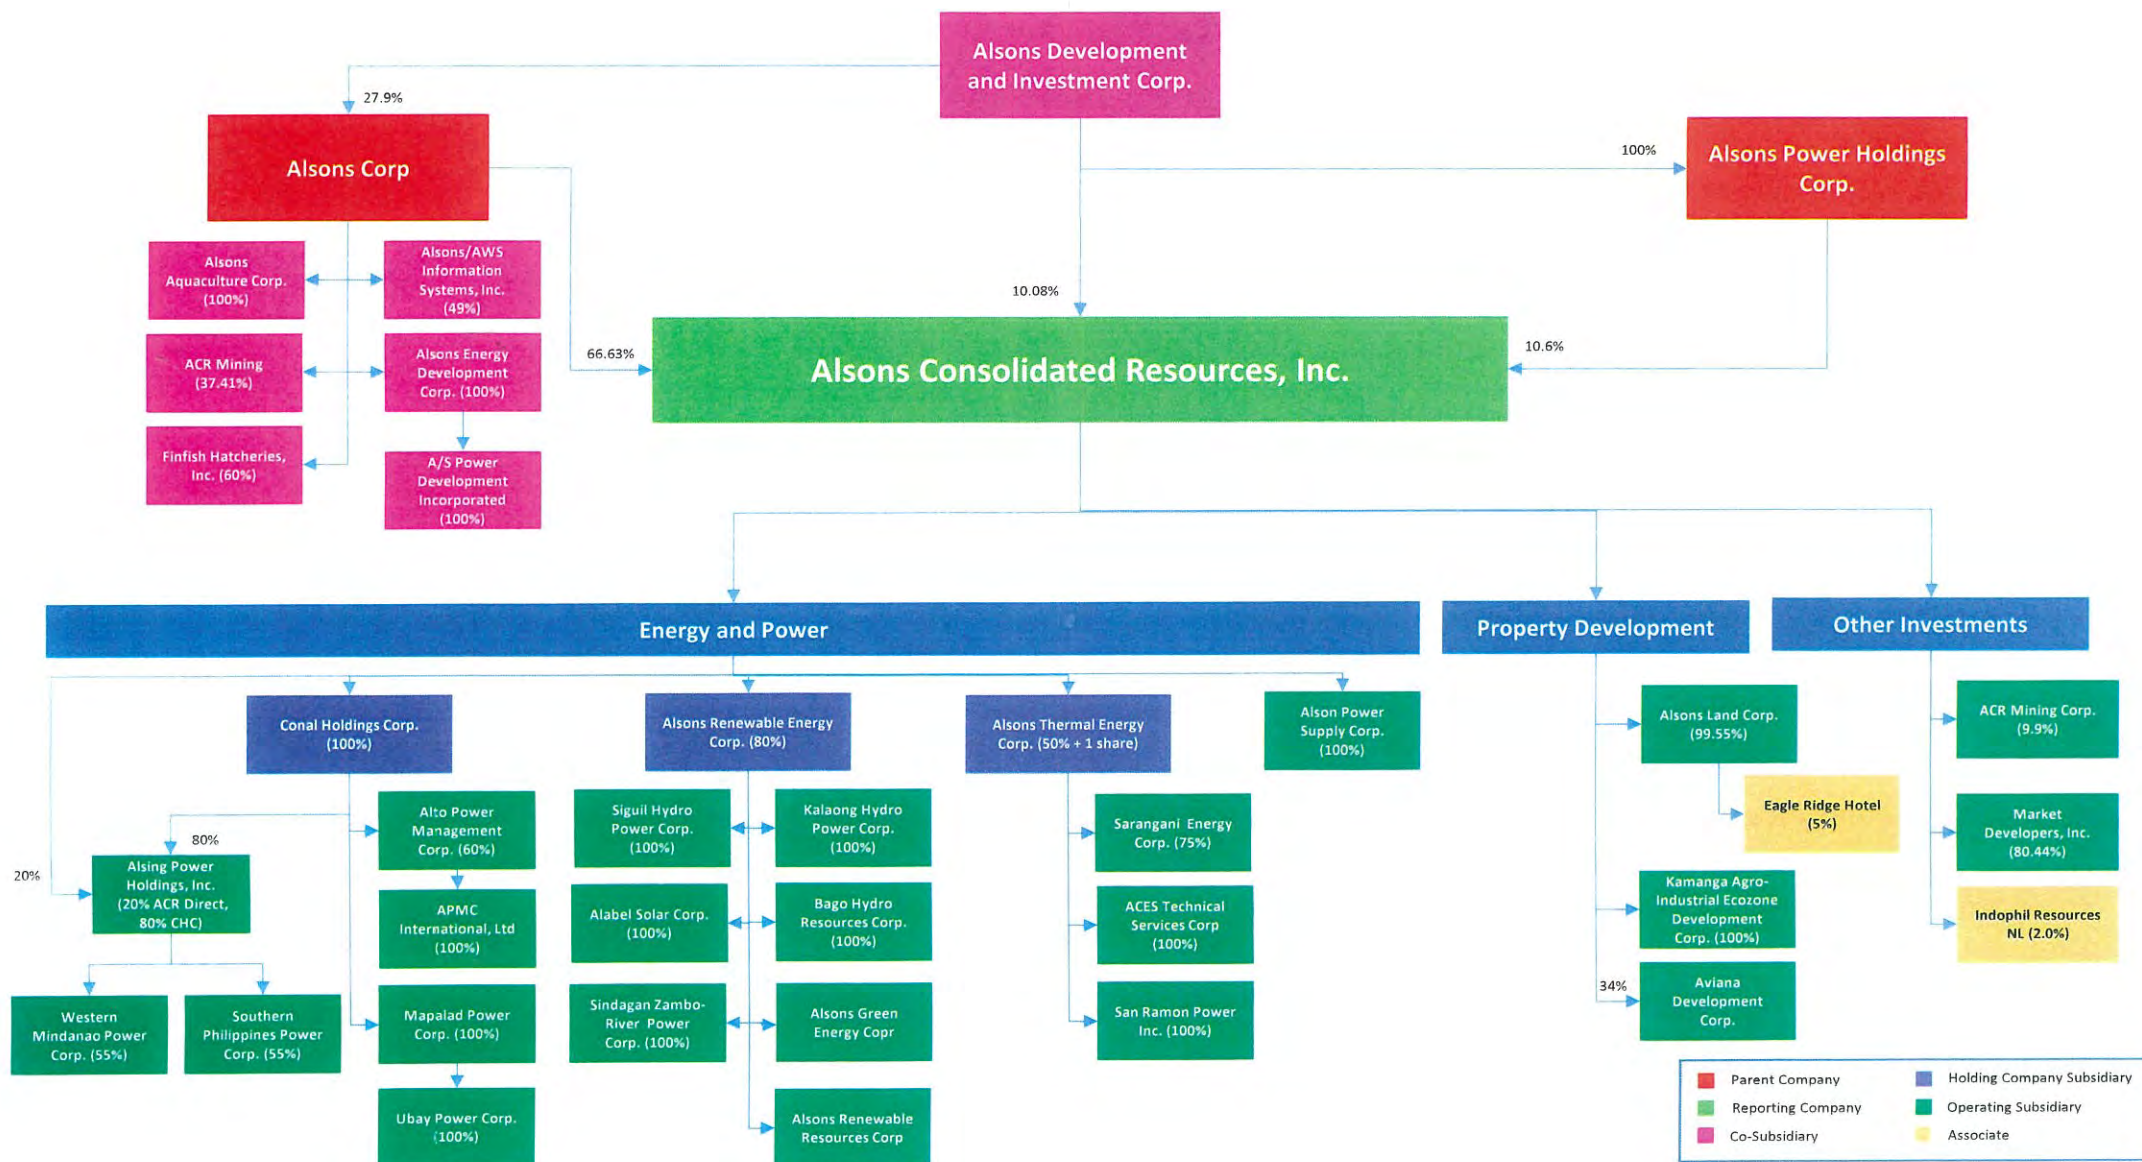 Alsons Development
and Investment Corp.
27.9%
Alsons Corp
100%
Alsons Power Holdings
Corp.
Alsons
Aquaculture Corp.
(100%)
Alsons/AWS
Information
Systems, Inc.
(49%)
10.08%
ACR Mining
(37.41%)
Alsons Energy
Development
Corp. (100%)
66.63%
Alsons Consolidated Resources, Inc.
10.6%
Finfish Hatcheries,
Inc. (60%)
A/S Power
Development
Incorporated
(100%)
Energy and Power
Property Development
Other Investments
Conal Holdings Corp.
(100%)
Alsons Renewable Energy
Corp. (80%)
Alsons Thermal Energy
Corp. (50% + 1 share)
Alson Power
Supply Corp.
(100%)
Alsons Land Corp.
(99.55%)
ACR Mining Corp.
(9.9%)
80%
20%
Alsing Power
Holdings, Inc.
(20% ACR Direct,
80% CHC)
Alto Power
Management
Corp. (60%)
Siguil Hydro
Power Corp.
(100%)
Kalaong Hydro
Power Corp.
(100%)
Sarangani Energy
Corp. (75%)
Eagle Ridge Hotel
(5%)
Market
Developers, Inc.
(80.44%)
APMC
International, Ltd
(100%)
Alabel Solar Corp.
(100%)
Bago Hydro
Resources Corp.
(100%)
ACES Technical
Services Corp
(100%)
Kamanga Agro-
Industrial Ecozone
Development
Corp. (100%)
Indophil Resources
NL (2.0%)
Western
Mindanao Power
Corp. (55%)
Southern
Philippines Power
Corp. (55%)
Mapalad Power
Corp. (100%)
Sindagan Zambo-
River Power
Corp. (100%)
Alsons Green
Energy Copr
San Ramon Power
Inc. (100%)
34%
Aviana
Development
Corp.
Ubay Power Corp.
(100%)
Alsons Renewable
Resources Corp
Parent Company
Holding Company Subsidiary
Reporting Company
Operating Subsidiary
Co-Subsidiary
Associate